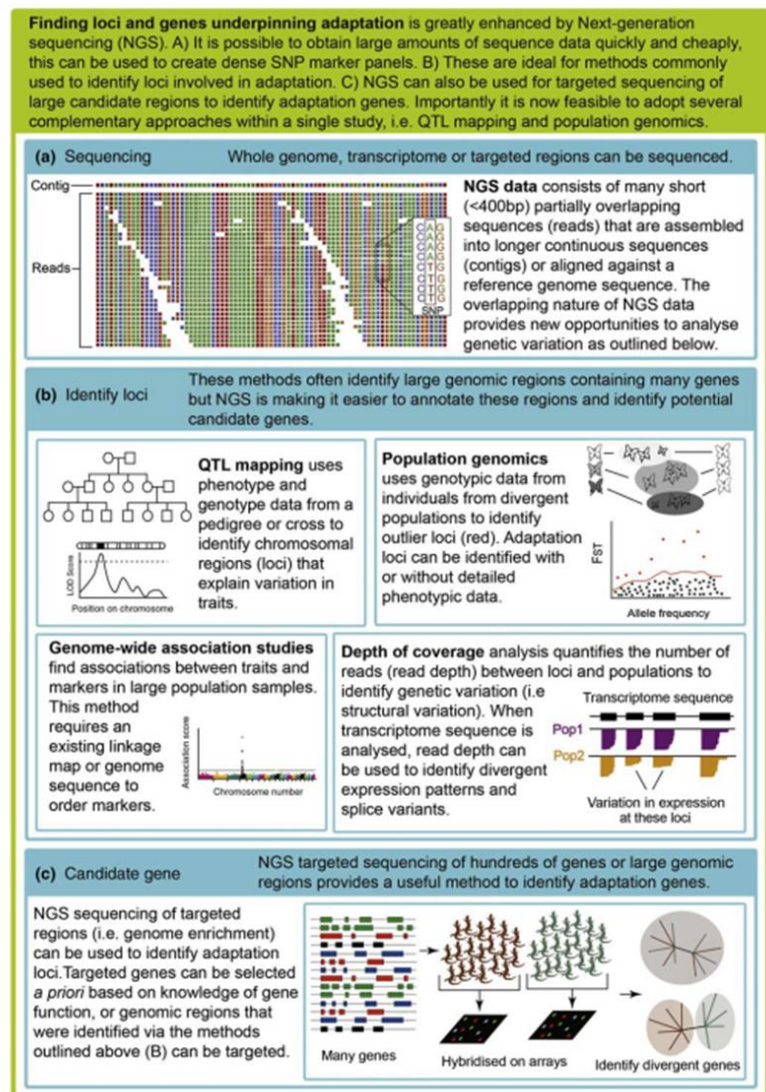 Finding loci and genes underpinning adaptation is greatly enhanced by Next-generation
sequencing (NGS). A) It is possible to obtain large amounts of sequence data quickly and cheaply,
this can be used to create dense SNP marker panels. B) These are ideal for methods commonly
used to identify loci involved in adaptation. C) NGS can also be used for targeted sequencing of
large candidate regions to identify adaptation genes. Importantly it is now feasible to adopt several
complementary approaches within a single study, i.e. QTL mapping and population genomics.
(a) Sequencing
Whole genome, transcriptome or targeted regions can be sequenced.
Contig
Reads
C A G
C A G
C A G
C A G
C T G
C T G
C T G
C T G
SNP
NGS data consists of many short
(<400bp) partially overlapping
sequences (reads) that are assembled
into longer continuous sequences
(contigs) or aligned against a
reference genome sequence. The
overlapping nature of NGS data
provides new opportunities to analyse
genetic variation as outlined below.
(b) Identify loci
These methods often identify large genomic regions containing many genes
but NGS is making it easier to annotate these regions and identify potential
candidate genes.
QTL mapping uses
phenotype and
genotype data from a
pedigree or cross to
identify chromosomal
regions (loci) that
explain variation in
traits.
LOD Score
Position on chromosome
Population genomics
uses genotypic data from
individuals from divergent
populations to identify
outlier loci (red). Adaptation
loci can be identified with
or without detailed
phenotypic data.
FST
Allele frequency
Genome-wide association studies
find associations between traits and
markers in large population samples.
This method
requires an
existing linkage
map or genome
sequence to
order markers.
Association score
Chromosome number
Depth of coverage analysis quantifies the number of
reads (read depth) between loci and populations to
identify genetic variation (i.e
structural variation). When
transcriptome sequence is
analysed, read depth can
be used to identify divergent
expression patterns and
splice variants.
Transcriptome sequence
Pop1
Pop2
Variation in expression
at these loci
(c) Candidate gene
NGS targeted sequencing of hundreds of genes or large genomic
regions provides a useful method to identify adaptation genes.
NGS sequencing of targeted
regions (i.e. genome enrichment)
can be used to identify adaptation
loci.Targeted genes can be selected
a priori based on knowledge of gene
function, or genomic regions that
were identified via the methods
outlined above (B) can be targeted.
Many genes
Hybridised on arrays
Identify divergent genes